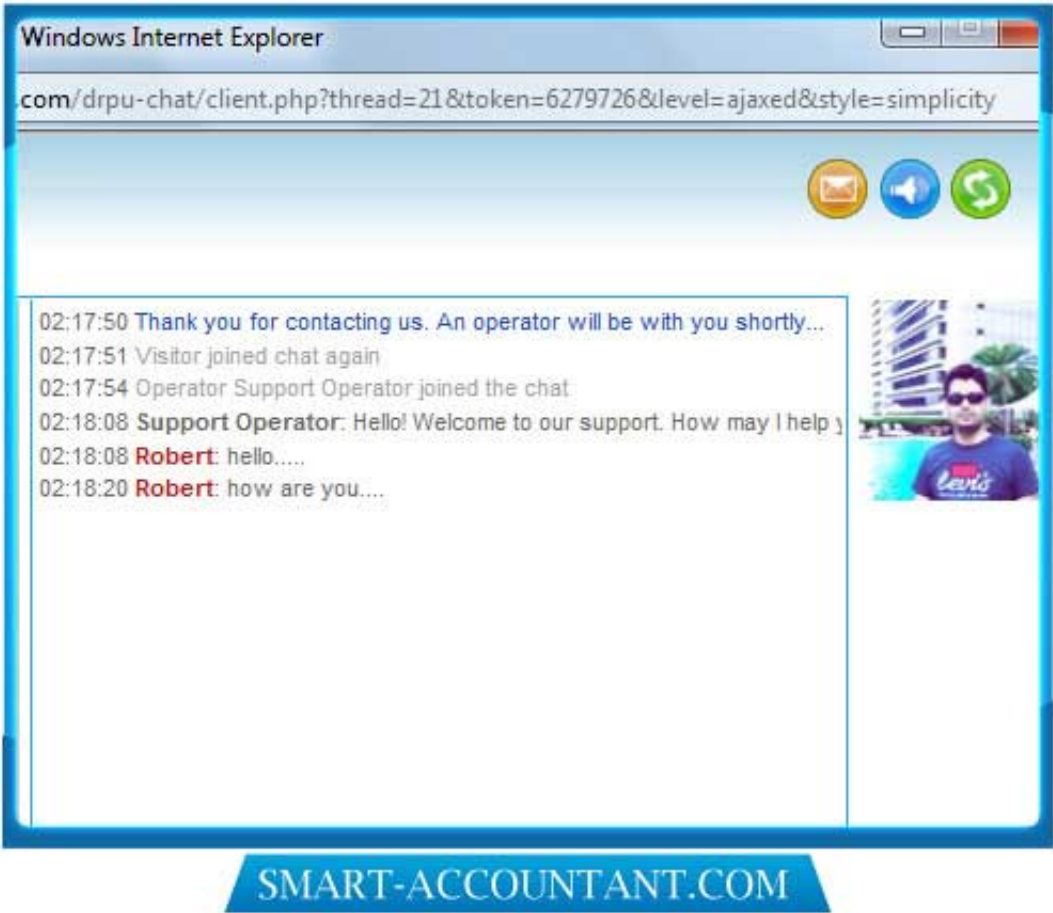 Windows Internet Explorer
.com/drpu-chat/client.php?thread=21&token=6279726&level=ajaxed&style=simplicity
02:17:50 Thank you for contacting us. An operator will be with you shortly...
02:17:51 Visitor joined chat again
02:17:54 Operator Support Operator joined the chat
02:18:08 Support Operator: Hello! Welcome to our support. How may I help
02:18:08 Robert: hello.....
02:18:20 Robert: how are you....
Levi's
SMART-ACCOUNTANT.COM